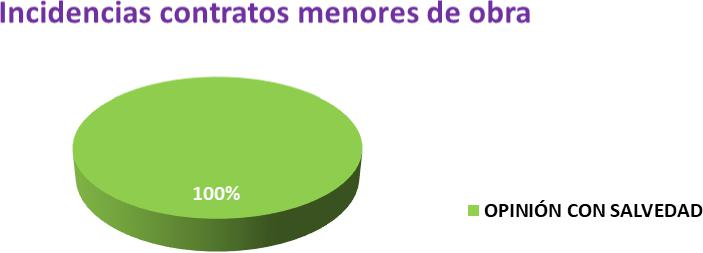 Incidencias contratos menores de obra
100%
OPINIÓN CON SALVEDAD